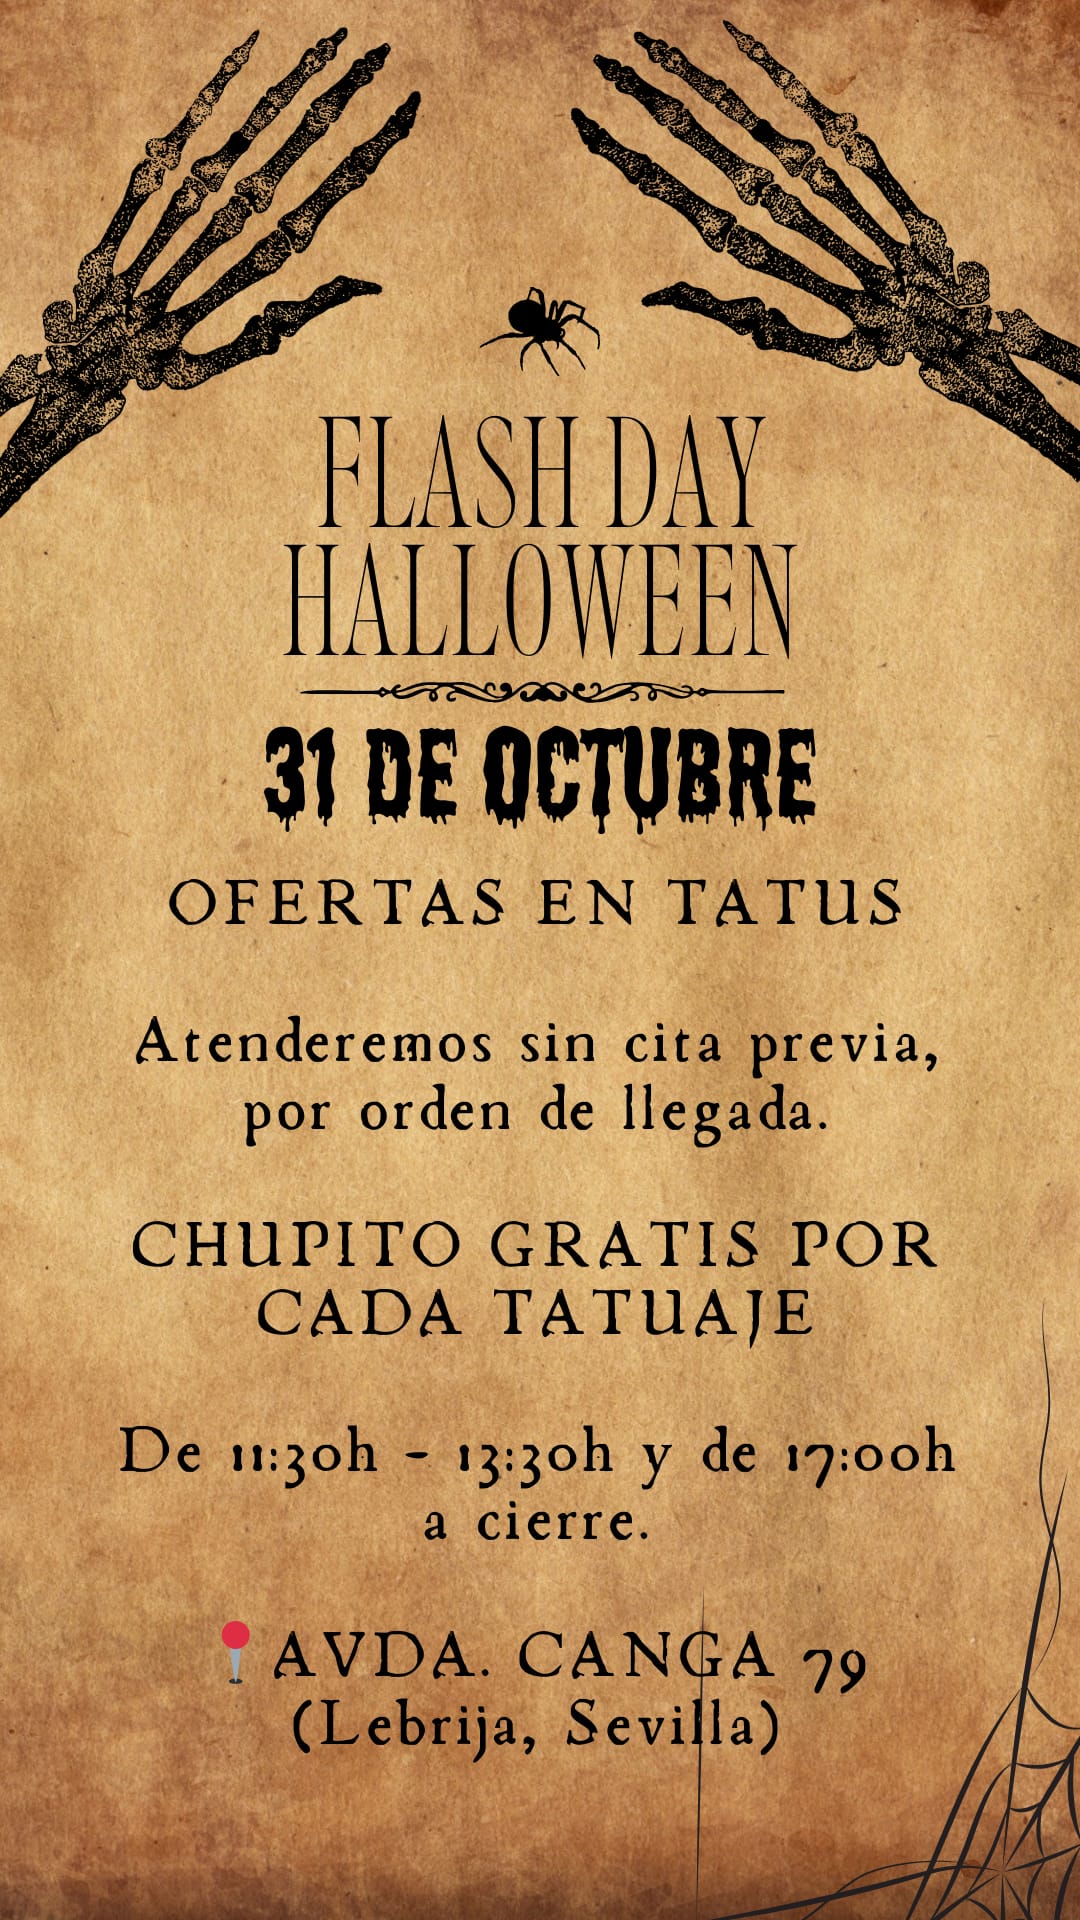 FLASH DAY
HALLOWEEN
31 DE OCTUBRE
OFERTAS EN TATUS
Atenderemos sin cita previa,
por orden de llegada.
CHUPITO GRATIS POR
CADA TATUAJE
De 11:30h - 13:30h y de 17:00h
a cierre.
📍AVDA. CANGA 79
(Lebrija, Sevilla)